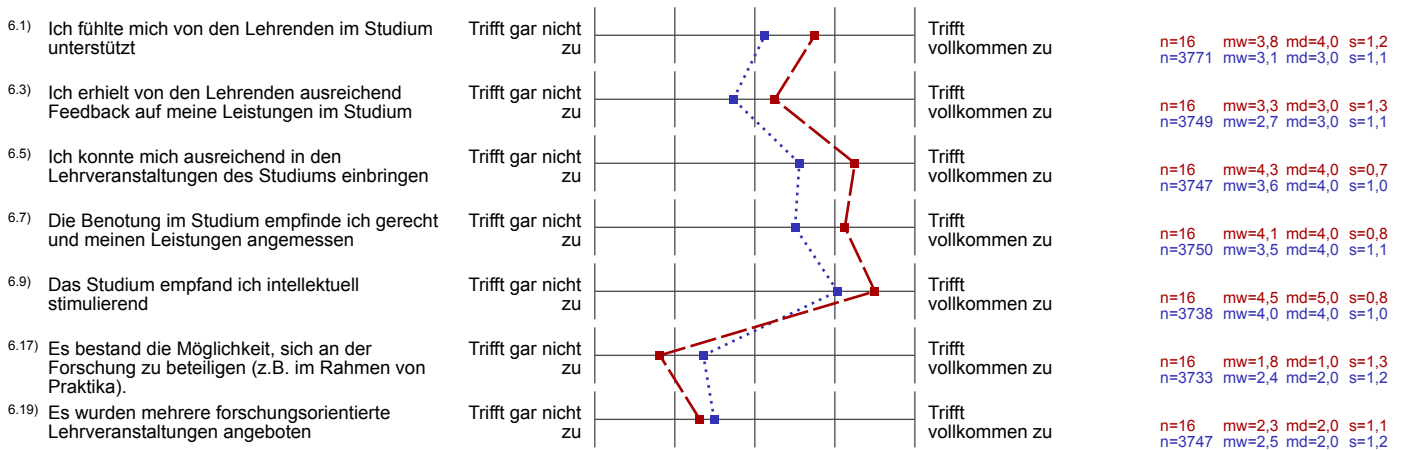 6.1) Ich fühlte mich von den Lehrenden im Studium
unterstützt
Trifft gar nicht
zu
Trifft
vollkommen zu
n=16 mw=3,8 md=4,0 s=1,2
n=3771 mw=3,1 md=3,0 s=1,1
6.3) Ich erhielt von den Lehrenden ausreichend
Feedback auf meine Leistungen im Studium
Trifft gar nicht
zu
Trifft
vollkommen zu
n=16 mw=3,3 md=3,0 s=1,3
n=3749 mw=2,7 md=3,0 s=1,1
6.5) Ich konnte mich ausreichend in den
Lehrveranstaltungen des Studiums einbringen
Trifft gar nicht
zu
Trifft
vollkommen zu
n=16 mw=4,3 md=4,0 s=0,7
n=3747 mw=3,6 md=4,0 s=1,0
6.7) Die Benotung im Studium empfinde ich gerecht
und meinen Leistungen angemessen
Trifft gar nicht
zu
Trifft
vollkommen zu
n=16 mw=4,1 md=4,0 s=0,8
n=3750 mw=3,5 md=4,0 s=1,1
6.9) Das Studium empfand ich intellektuell
stimulierend
Trifft gar nicht
zu
Trifft
vollkommen zu
n=16 mw=4,5 md=5,0 s=0,8
n=3738 mw=4,0 md=4,0 s=1,0
6.17) Es bestand die Möglichkeit, sich an der
Forschung zu beteiligen (z.B. im Rahmen von
Praktika).
Trifft gar nicht
zu
Trifft
vollkommen zu
n=16 mw=1,8 md=1,0 s=1,3
n=3733 mw=2,4 md=2,0 s=1,2
6.19) Es wurden mehrere forschungsorientierte
Lehrveranstaltungen angeboten
Trifft gar nicht
zu
Trifft
vollkommen zu
n=16 mw=2,3 md=2,0 s=1,1
n=3747 mw=2,5 md=2,0 s=1,2